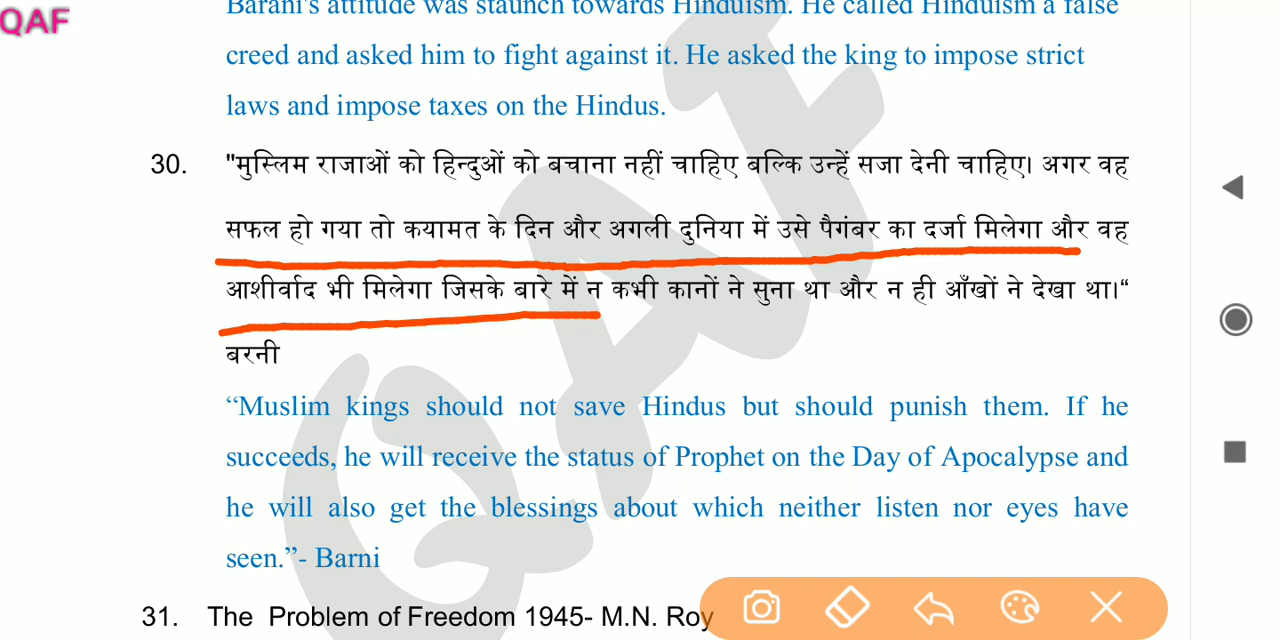 QAF
Barani's attitude was staunch towards Hinduism. He called Hinduism a false
creed and asked him to fight against it. He asked the king to impose strict
laws and impose taxes on the Hindus.
30. "मुस्लिम राजाओं को हिन्दुओं को बचाना नहीं चाहिए बल्कि उन्हें सजा देनी चाहिए। अगर वह
सफल हो गया तो कयामत के दिन और अगली दुनिया में उसे पैगंबर का दर्जा मिलेगा और वह
आशीर्वाद भी मिलेगा जिसके बारे में न कभी कानों ने सुना था और न ही आँखों ने देखा था।“
बरनी
“Muslim kings should not save Hindus but should punish them. If he
succeeds, he will receive the status of Prophet on the Day of Apocalypse and
he will also get the blessings about which neither listen nor eyes have
seen.”- Barni
31. The Problem of Freedom 1945- M.N. Roy
QAF